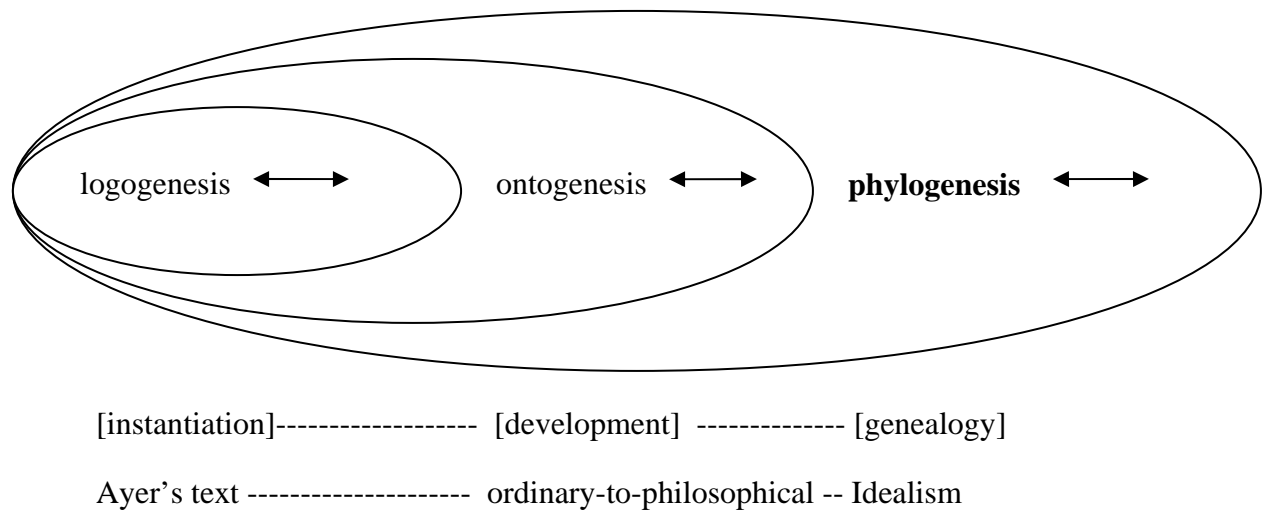 logogenesis ontogenesis phylogenesis
[instantiation]------------------- [development] -------------- [genealogy]
Ayer’s text --------------------- ordinary-to-philosophical -- Idealism